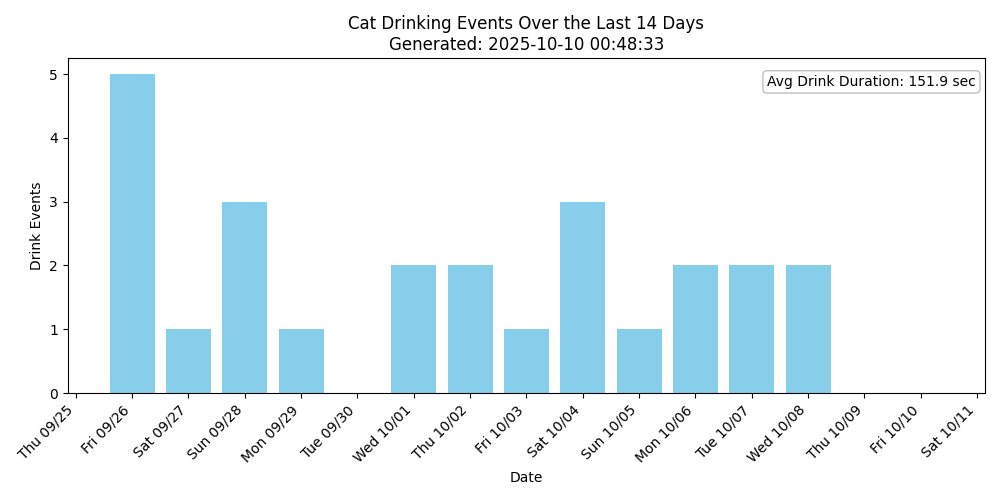 Cat Drinking Events Over the Last 14 Days
Generated: 2025-10-10 00:48:33
Avg Drink Duration: 151.9 sec
Drink Events
5
4
3
2
1
0
Thu 09/25
Fri 09/26
Sat 09/27
Sun 09/28
Mon 09/29
Tue 09/30
Wed 10/01
Thu 10/02
Fri 10/03
Sat 10/04
Sun 10/05
Mon 10/06
Tue 10/07
Wed 10/08
Thu 10/09
Fri 10/10
Sat 10/11
Date